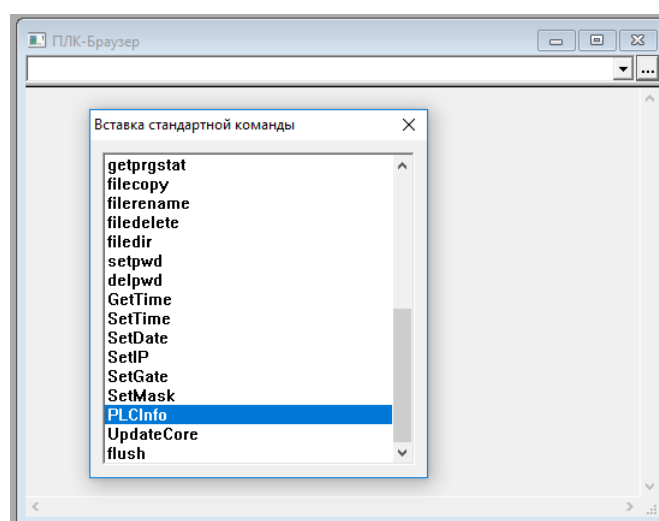 ПЛК-Браузер
...
Вставка стандартной команды
getprgstat
filecopy
filerename
filedelete
filedir
setpwd
delpwd
GetTime
SetTime
SetDate
SetIP
SetGate
SetMask
PLCInfo
UpdateCore
flush